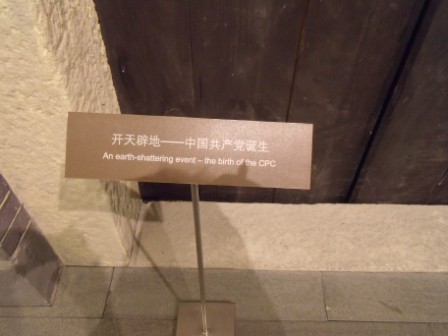 开天辟地——中国共产党诞生
An earth-shattering event – the birth of the CPC